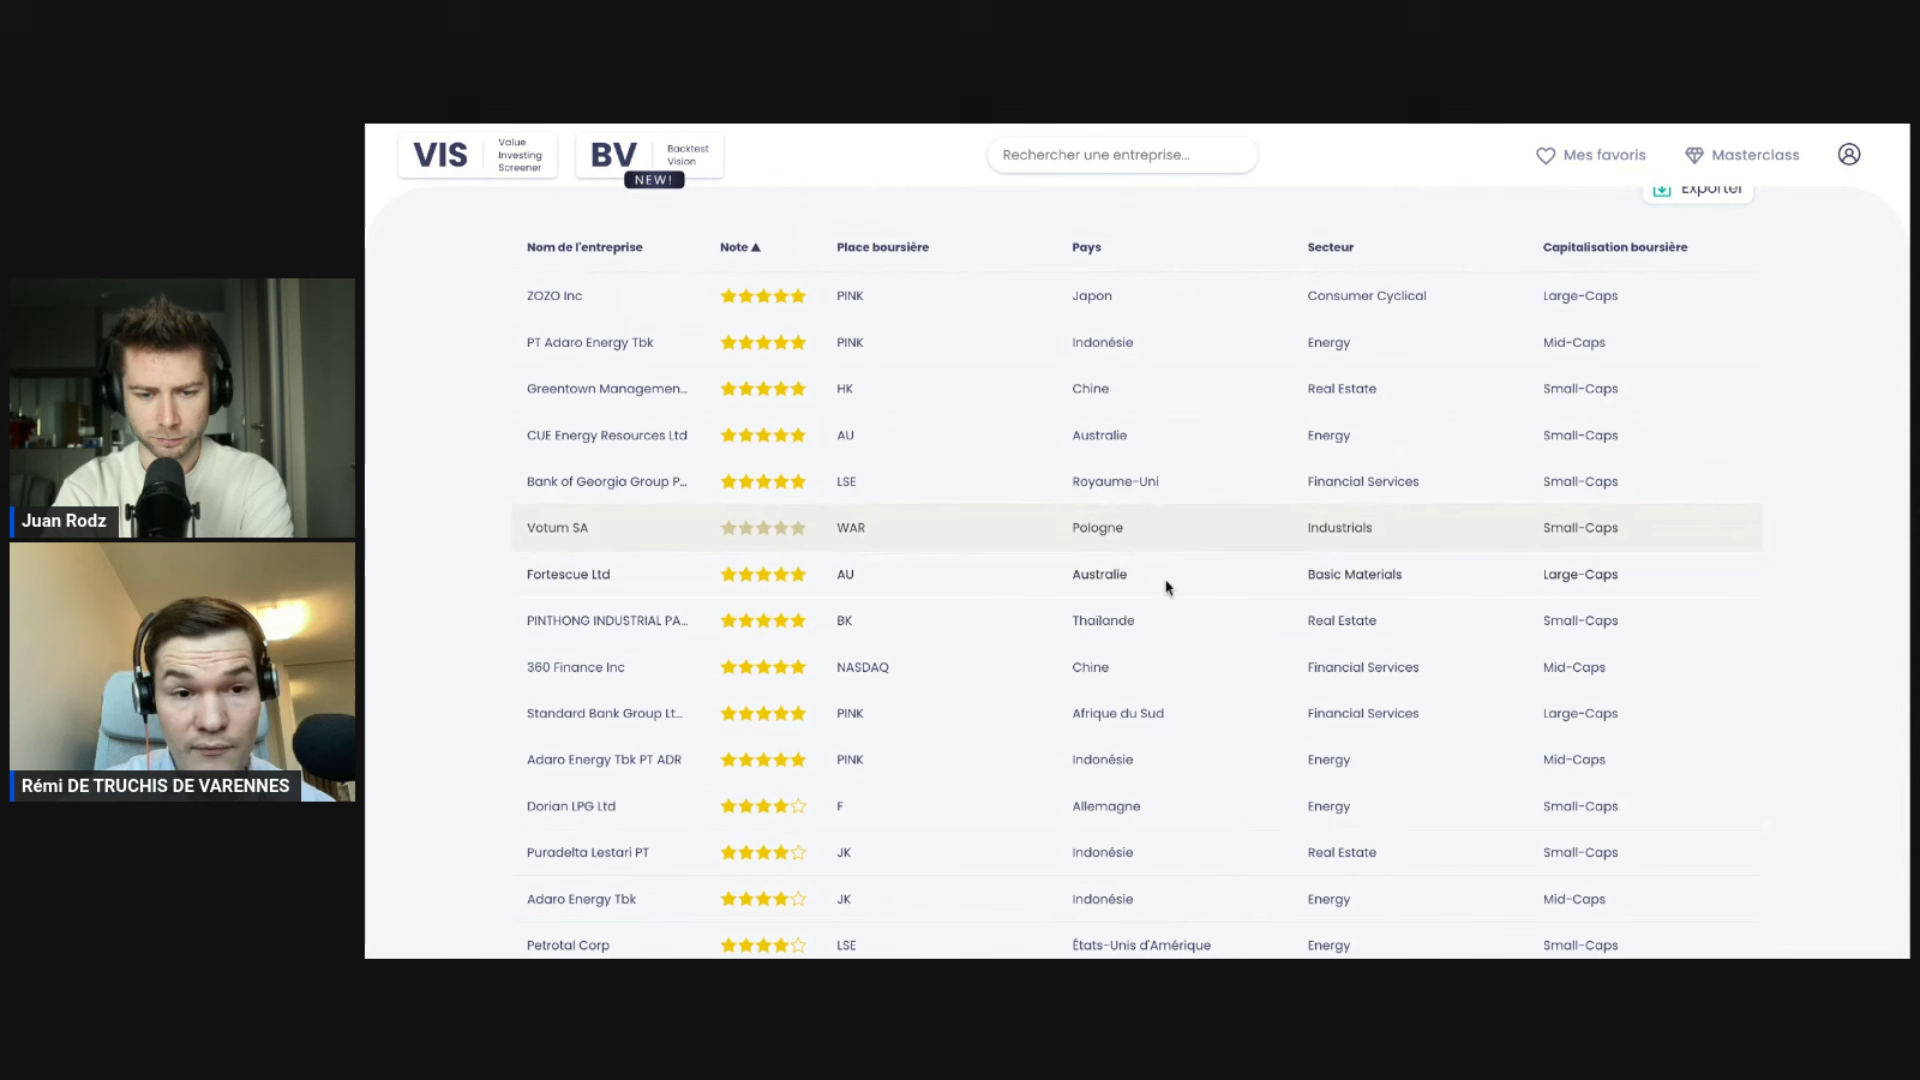 VIS
Value
Investing
Screener
BV
Backtest
Vision
NEW!
Rechercher une entreprise...
Mes favoris
Masterclass
Exporter
Nom de l'entreprise Note ▲ Place boursière Pays Secteur Capitalisation boursière
ZOZO Inc PINK Japon Consumer Cyclical Large-Caps
PT Adaro Energy Tbk PINK Indonésie Energy Mid-Caps
Greentown Managemen... HK Chine Real Estate Small-Caps
CUE Energy Resources Ltd AU Australie Energy Small-Caps
Bank of Georgia Group P... LSE Royaume-Uni Financial Services Small-Caps
Votum SA WAR Pologne Industrials Small-Caps
Fortescue Ltd AU Australie Basic Materials Large-Caps
PINTHONG INDUSTRIAL PA... BK Thaïlande Real Estate Small-Caps
360 Finance Inc NASDAQ Chine Financial Services Mid-Caps
Standard Bank Group Lt... PINK Afrique du Sud Financial Services Large-Caps
Adaro Energy Tbk PT ADR PINK Indonésie Energy Mid-Caps
Dorian LPG Ltd F Allemagne Energy Small-Caps
Puradelta Lestari PT JK Indonésie Real Estate Small-Caps
Adaro Energy Tbk JK Indonésie Energy Mid-Caps
Petrotal Corp LSE États-Unis d'Amérique Energy Small-Caps
Juan Rodz
Rémi DE TRUCHIS DE VARENNES